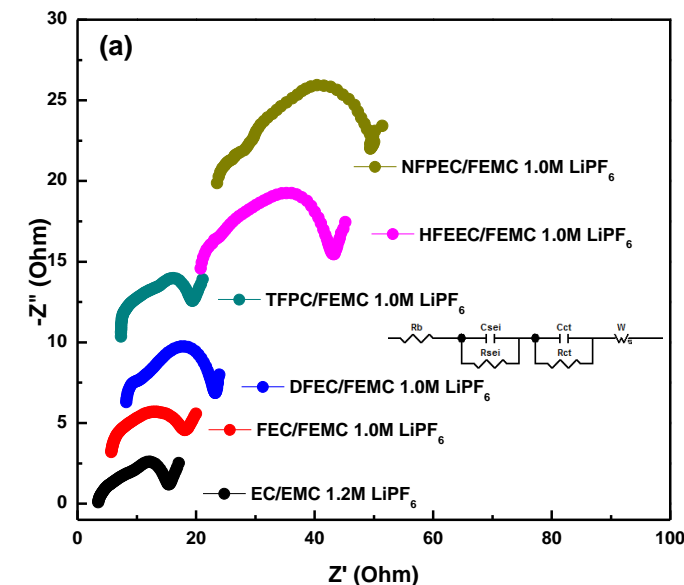 (a)
30
25
20
15
10
5
0
-Z" (Ohm)
NFPEC/FEMC 1.0M LiPF6
HFEEC/FEMC 1.0M LiPF6
TFPC/FEMC 1.0M LiPF6
Rb Csei Cct W
s
Rsei Rct
DFEC/FEMC 1.0M LiPF6
FEC/FEMC 1.0M LiPF6
EC/EMC 1.2M LiPF6
0 20 40 60 80 100
Z' (Ohm)